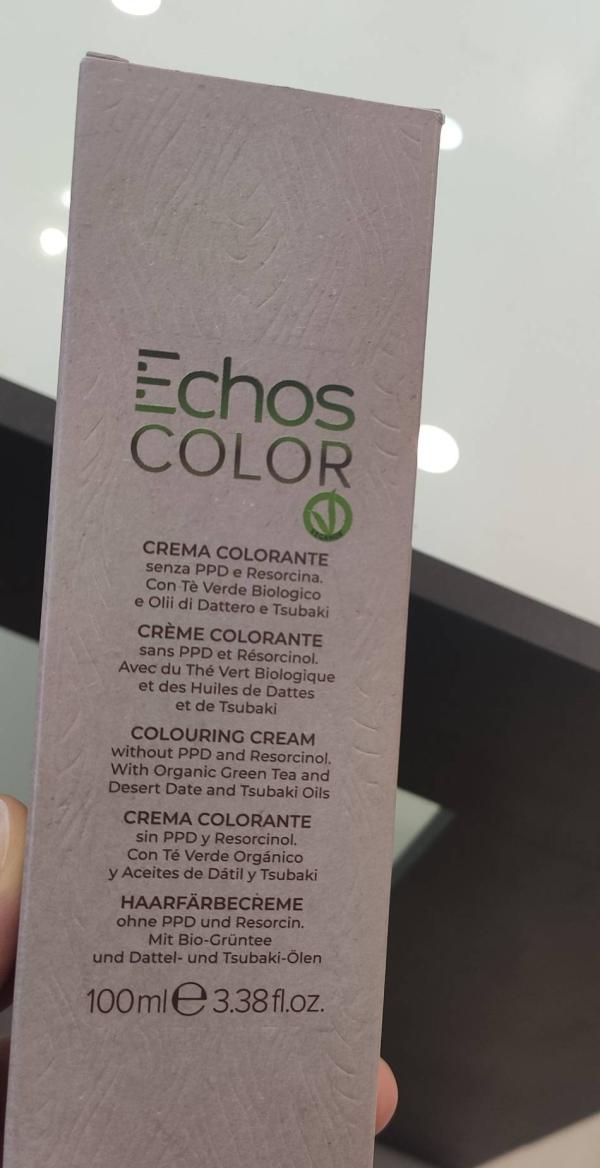 Echos
COLOR
CREMA COLORANTE
senza PPD e Resorcina.
Con Tè Verde Biologico
e Olii di Dattero e Tsubaki
CRÈME COLORANTE
sans PPD et Résorcinol.
Avec du Thé Vert Biologique
et des Huiles de Dattes
et de Tsubaki
COLOURING CREAM
without PPD and Resorcinol.
With Organic Green Tea and
Desert Date and Tsubaki Oils
CREMA COLORANTE
sin PPD y Resorcinol.
Con Té Verde Orgánico
y Aceites de Dátil y Tsubaki
HAARFÄRBECREME
ohne PPD und Resorcin.
Mit Bio-Grüntee
und Dattel- und Tsubaki-Ölen
100ml ℮ 3.38fl.oz.